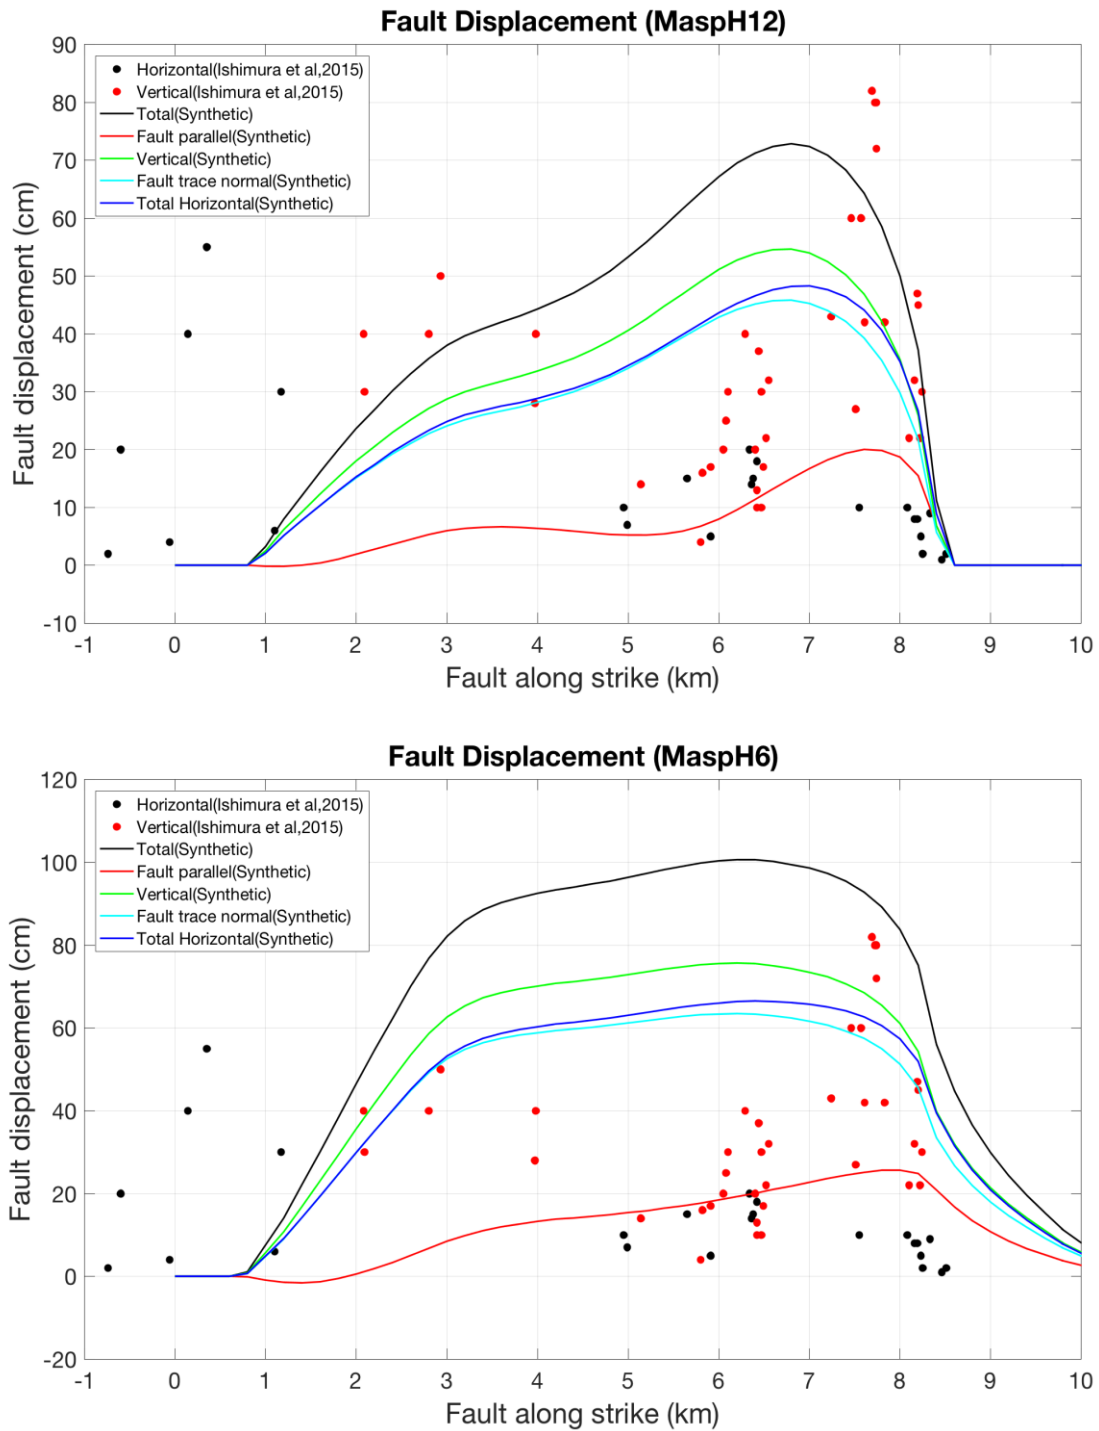 Fault Displacement (MaspH12)
90
80
70
60
50
40
30
20
10
0
-10
Fault displacement (cm)
Horizontal(Ishimura et al,2015)
Vertical(Ishimura et al,2015)
Total(Synthetic)
Fault parallel(Synthetic)
Vertical(Synthetic)
Fault trace normal(Synthetic)
Total Horizontal(Synthetic)
-1 0 1 2 3 4 5 6 7 8 9 10
Fault along strike (km)
Fault Displacement (MaspH6)
120
100
80
60
40
20
0
-20
Fault displacement (cm)
Horizontal(Ishimura et al,2015)
Vertical(Ishimura et al,2015)
Total(Synthetic)
Fault parallel(Synthetic)
Vertical(Synthetic)
Fault trace normal(Synthetic)
Total Horizontal(Synthetic)
-1 0 1 2 3 4 5 6 7 8 9 10
Fault along strike (km)